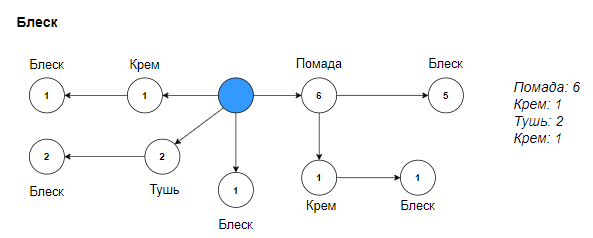 Блеск
Блеск
Крем
Помада
Блеск
1
1
6
5
Помада: 6
Крем: 1
Тушь: 2
Крем: 1
2
2
1
1
1
Блеск
Тушь
Блеск
Крем
Блеск